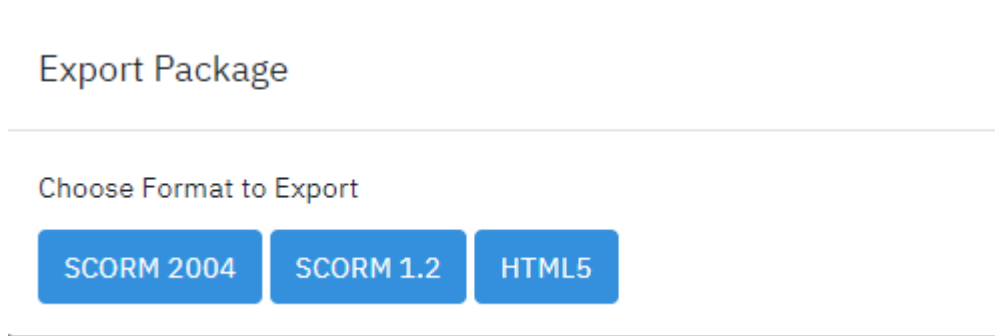 Export Package
Choose Format to Export
SCORM 2004 SCORM 1.2 HTML5